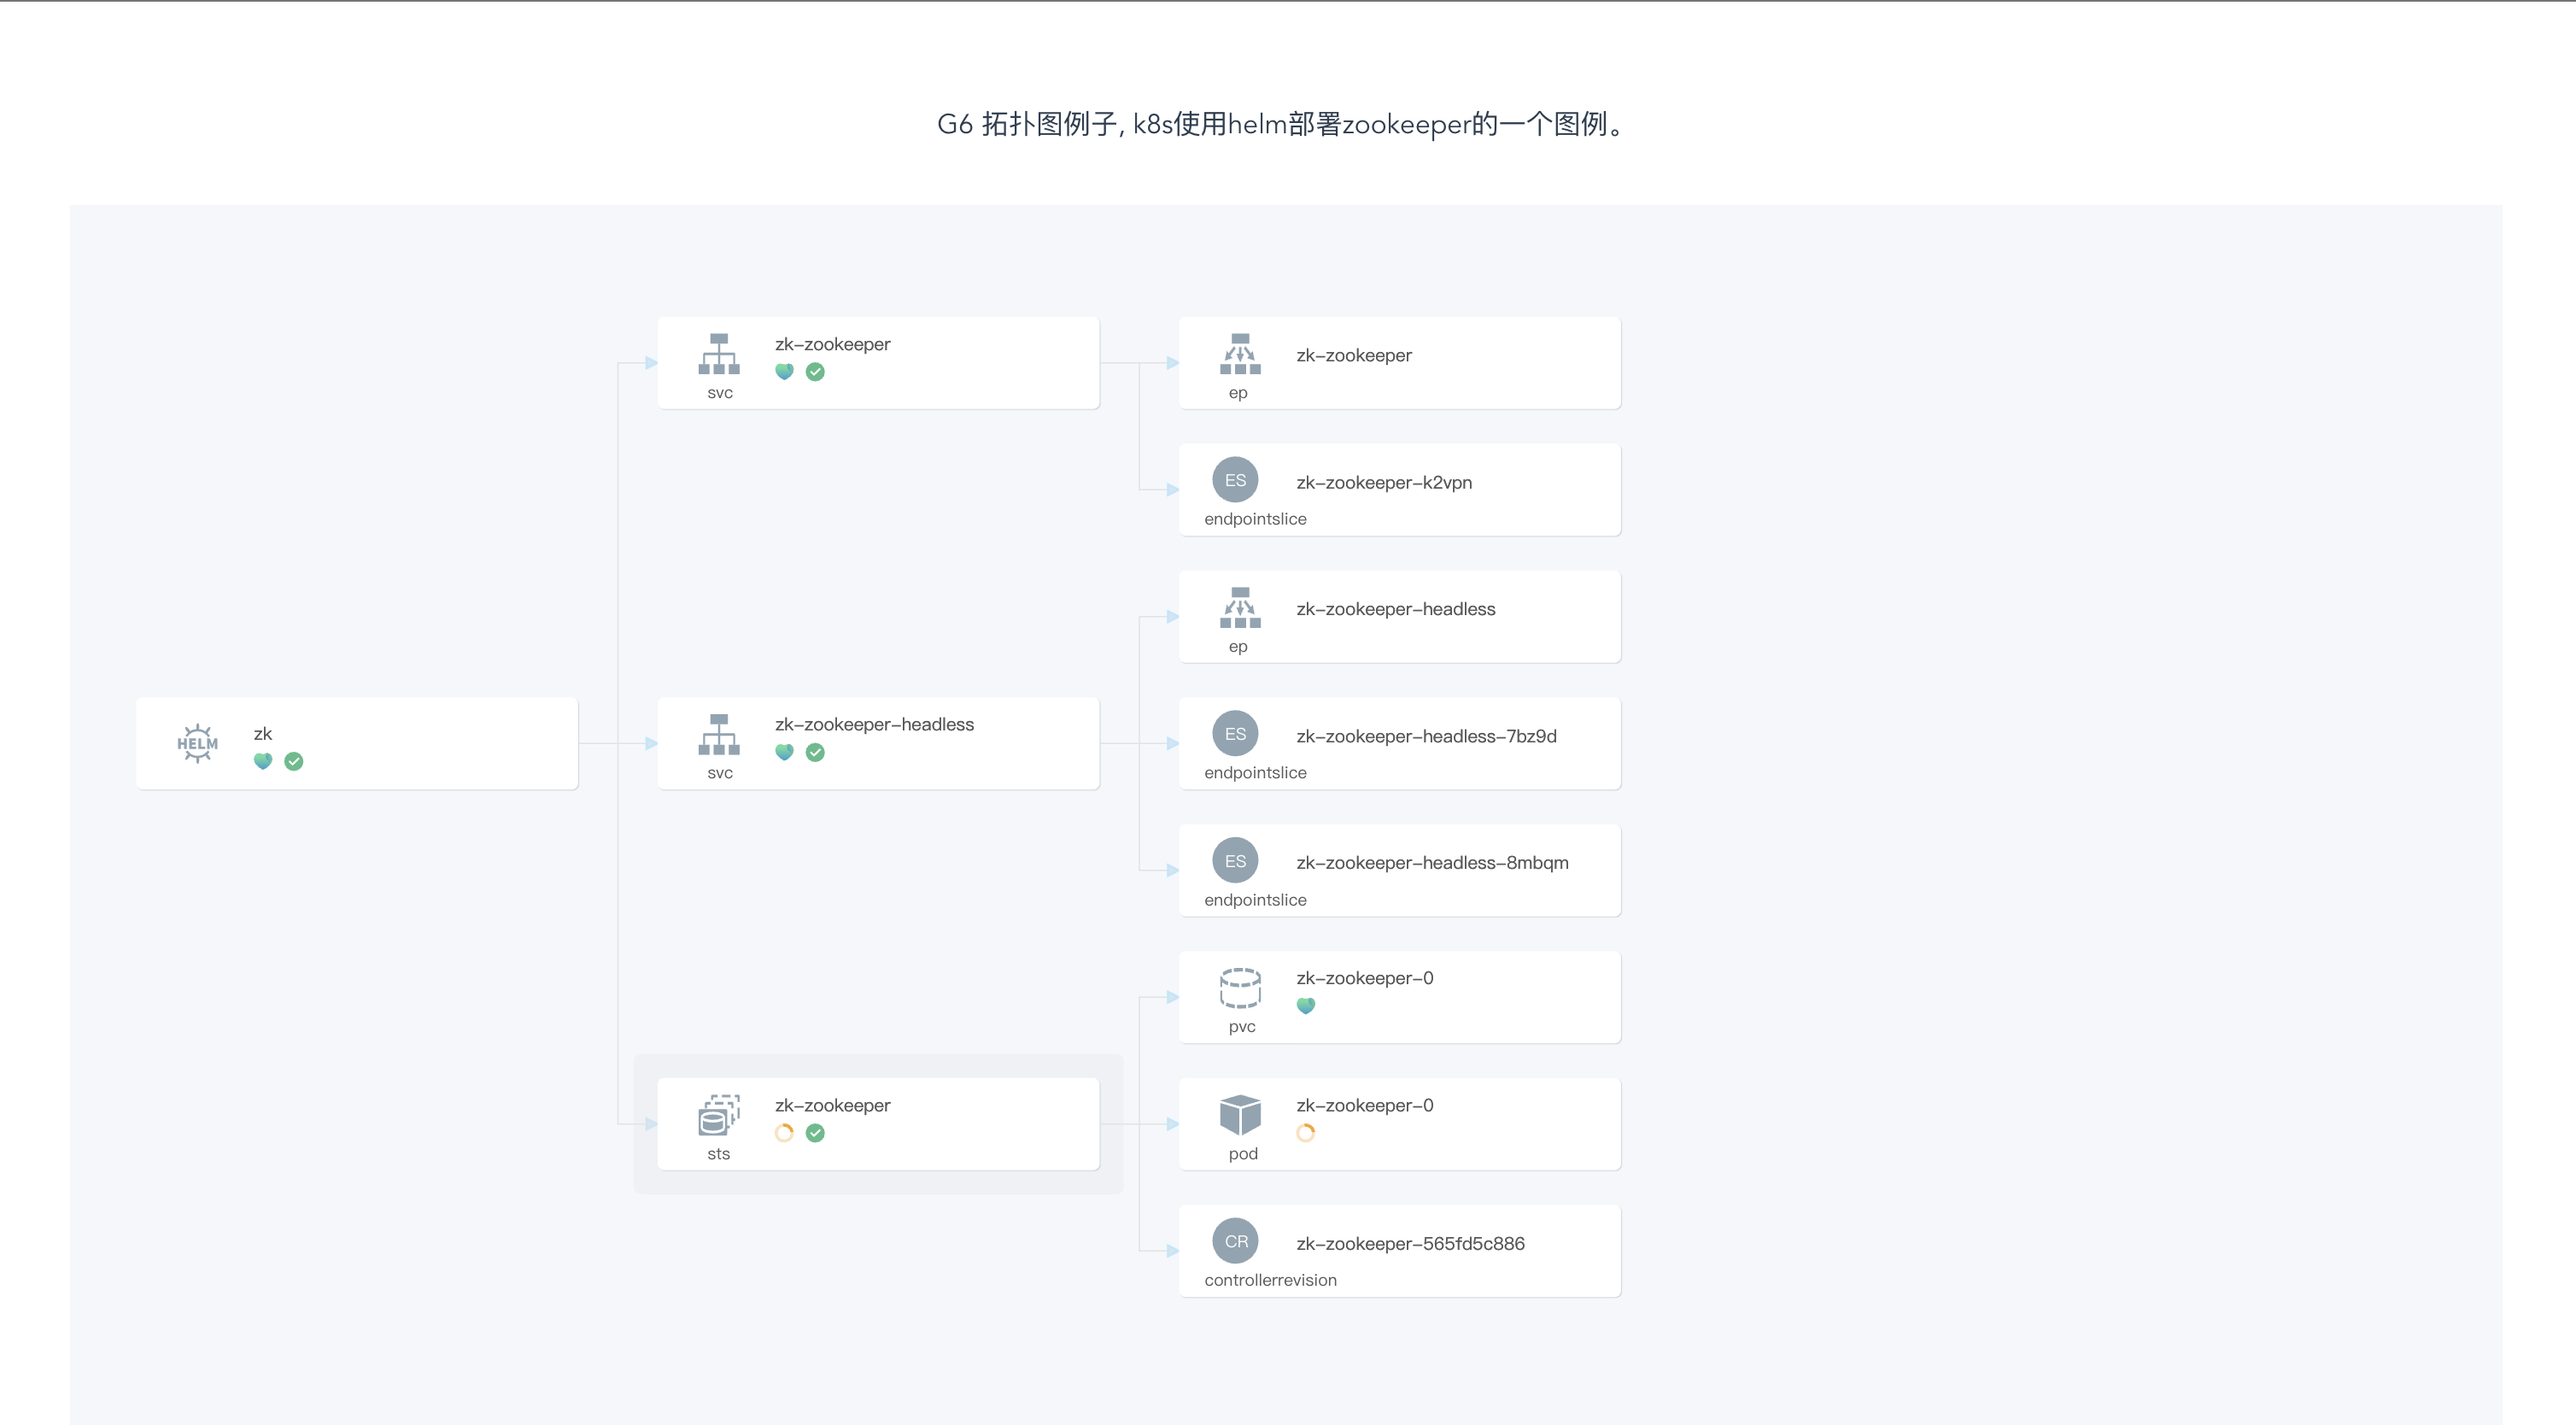 G6 拓扑图例子, k8s使用helm部署zookeeper的一个图例。
HELM
zk
zk-zookeeper
svc
zk-zookeeper-headless
svc
zk-zookeeper
sts
zk-zookeeper
ep
ES
zk-zookeeper-k2vpn
endpointslice
zk-zookeeper-headless
ep
ES
zk-zookeeper-headless-7bz9d
endpointslice
ES
zk-zookeeper-headless-8mbqm
endpointslice
zk-zookeeper-0
pvc
zk-zookeeper-0
pod
CR
zk-zookeeper-565fd5c886
controllerrevision